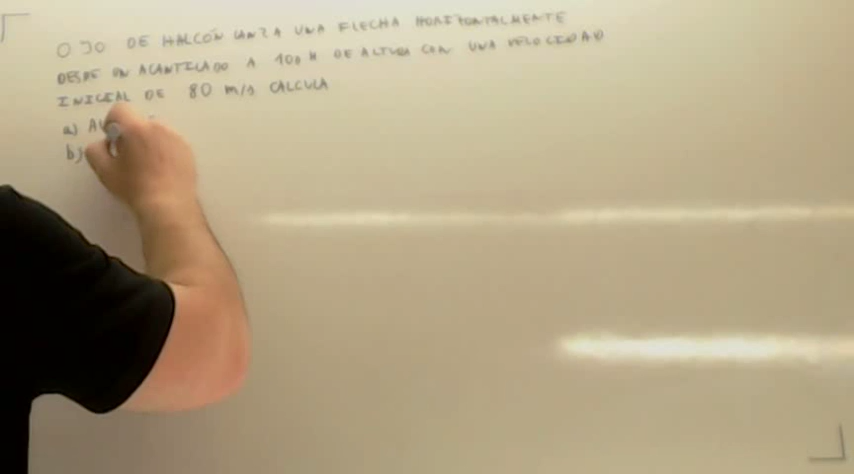 OJO DE HALCÓN LANZA UNA FLECHA HORIZONTALMENTE
DESDE UN ACANTILADO A 100 M DE ALTURA CON UNA VELOCIDAD
INICIAL DE 80 m/s CALCULA
a)
b)